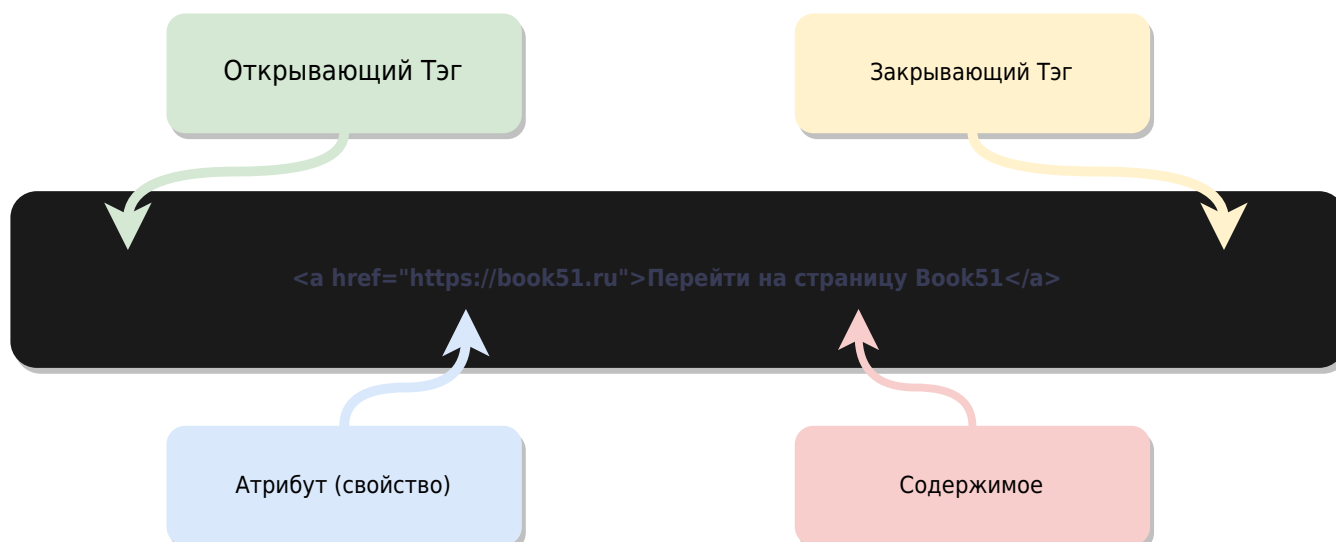 Открывающий Тэг
Закрывающий Тэг
<a href="https://book51.ru">Перейти на страницу Book51</a>
Атрибут (свойство)
Содержимое